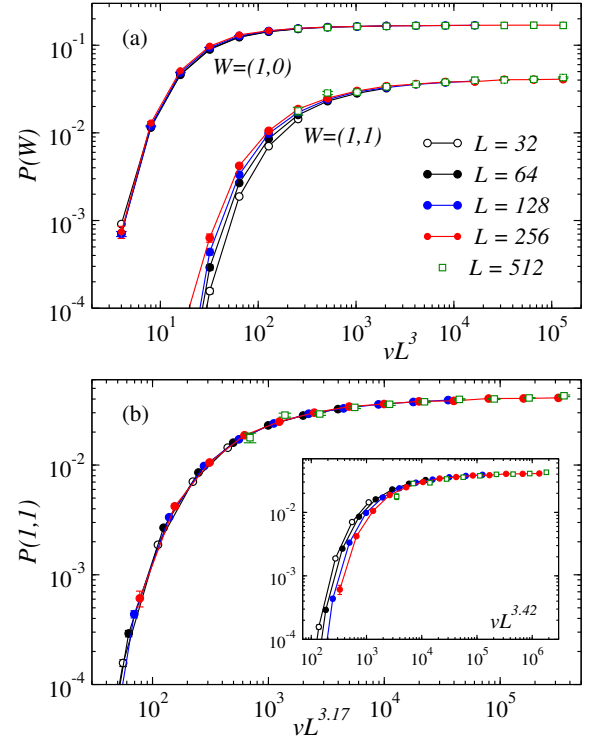 (a)
10^-1
10^-2
10^-3
10^-4
P(W)
W=(1,0)
W=(1,1)
L = 32
L = 64
L = 128
L = 256
L = 512
10^1 10^2 10^3 10^4 10^5
vL^3
(b)
10^-2
10^-3
10^-4
P(1,1)
10^-2
10^-3
10^-4
vL^3.42
10^2 10^3 10^4 10^5 10^6
10^2 10^3 10^4 10^5
vL^3.17